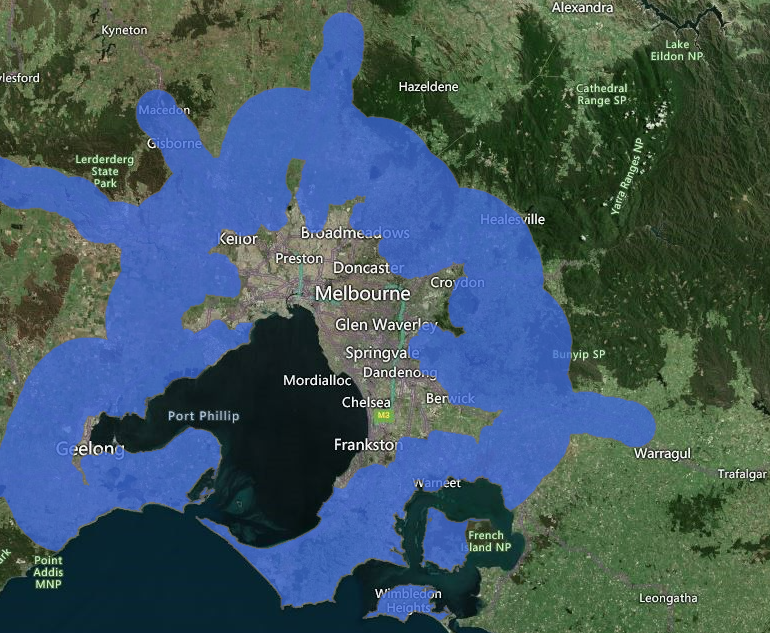 Alexandra
Kyneton
Lake
Eildon NP
ylesford
Hazeldene
Cathedral
Range SP
Macedon
Gisborne
Lerderderg
State
Park
Yarra Ranges NP
Healesville
Keilor
Broadmeadows
Preston
Doncaster
Croydon
Melbourne
Glen Waverley
Springvale
Bunyip SP
Dandenong
Mordialloc
Chelsea
Berwick
Port Phillip
M3
Geelong
Frankston
Warragul
Trafalgar
Warneet
French
Island NP
ark
Point
Addis
MNP
Wimbledon
Heights
Leongatha